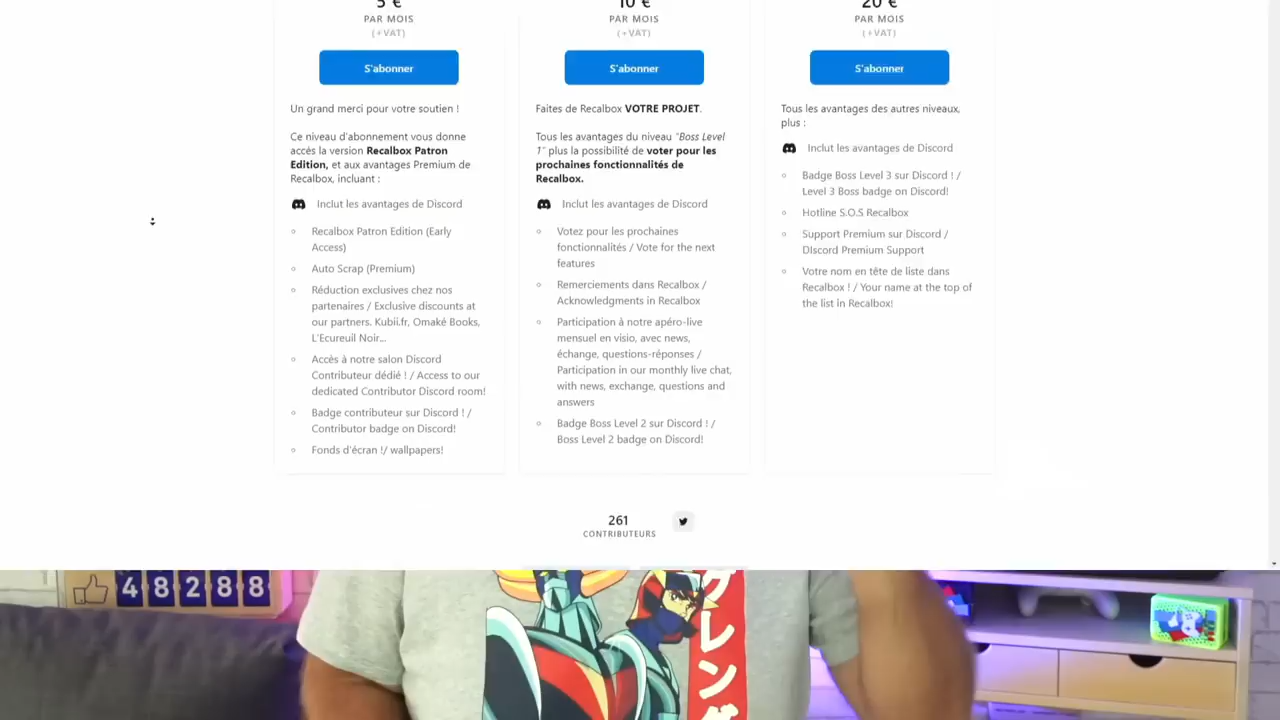 5 €
PAR MOIS
(+VAT)
S'abonner
Un grand merci pour votre soutien !
Ce niveau d'abonnement vous donne
accès la version Recalbox Patron
Edition, et aux avantages Premium de
Recalbox, incluant :
Inclut les avantages de Discord
Recalbox Patron Edition (Early
Access)
Auto Scrap (Premium)
Réduction exclusives chez nos
partenaires / Exclusive discounts at
our partners. Kubii.fr, Omaké Books,
L'Ecureuil Noir...
Accès à notre salon Discord
Contributeur dédié ! / Access to our
dedicated Contributor Discord room!
Badge contributeur sur Discord ! /
Contributor badge on Discord!
Fonds d'écran !/ wallpapers!
10 €
PAR MOIS
(+VAT)
S'abonner
Faites de Recalbox VOTRE PROJET.
Tous les avantages du niveau "Boss Level
1" plus la possibilité de voter pour les
prochaines fonctionnalités de
Recalbox.
Inclut les avantages de Discord
Votez pour les prochaines
fonctionnalités / Vote for the next
features
Remerciements dans Recalbox /
Acknowledgments in Recalbox
Participation à notre apéro-live
mensuel en visio, avec news,
échange, questions-réponses /
Participation in our monthly live chat,
with news, exchange, questions and
answers
Badge Boss Level 2 sur Discord ! /
Boss Level 2 badge on Discord!
20 €
PAR MOIS
(+VAT)
S'abonner
Tous les avantages des autres niveaux,
plus :
Inclut les avantages de Discord
Badge Boss Level 3 sur Discord ! /
Level 3 Boss badge on Discord!
Hotline S.O.S Recalbox
Support Premium sur Discord /
DIscord Premium Support
Votre nom en tête de liste dans
Recalbox ! / Your name at the top of
the list in Recalbox!
261
CONTRIBUTEURS
48288
レング